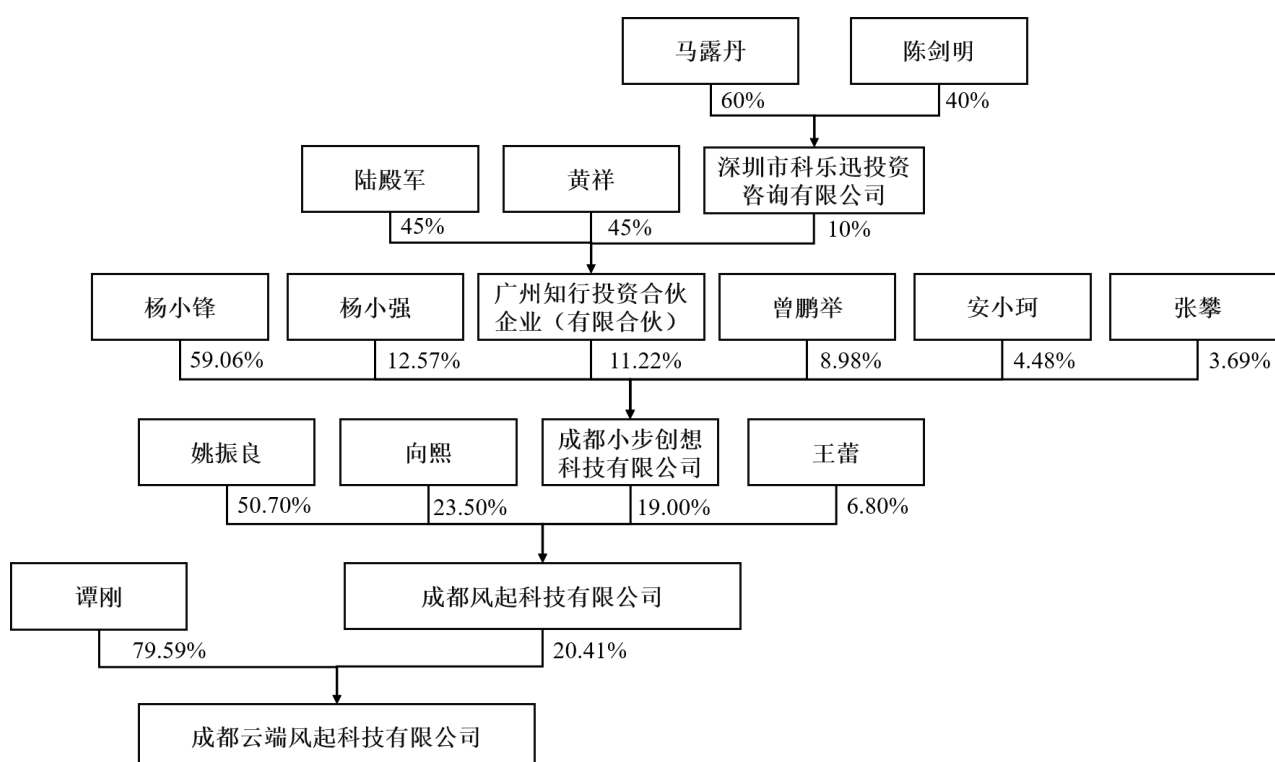 马露丹
陈剑明
60%
40%
陆殿军
黄祥
深圳市科乐迅投资
咨询有限公司
45%
45%
10%
杨小锋
杨小强
广州知行投资合伙
企业（有限合伙）
曾鹏举
安小珂
张攀
59.06%
12.57%
11.22%
8.98%
4.48%
3.69%
姚振良
向熙
成都小步创想
科技有限公司
王蕾
50.70%
23.50%
19.00%
6.80%
谭刚
成都风起科技有限公司
79.59%
20.41%
成都云端风起科技有限公司